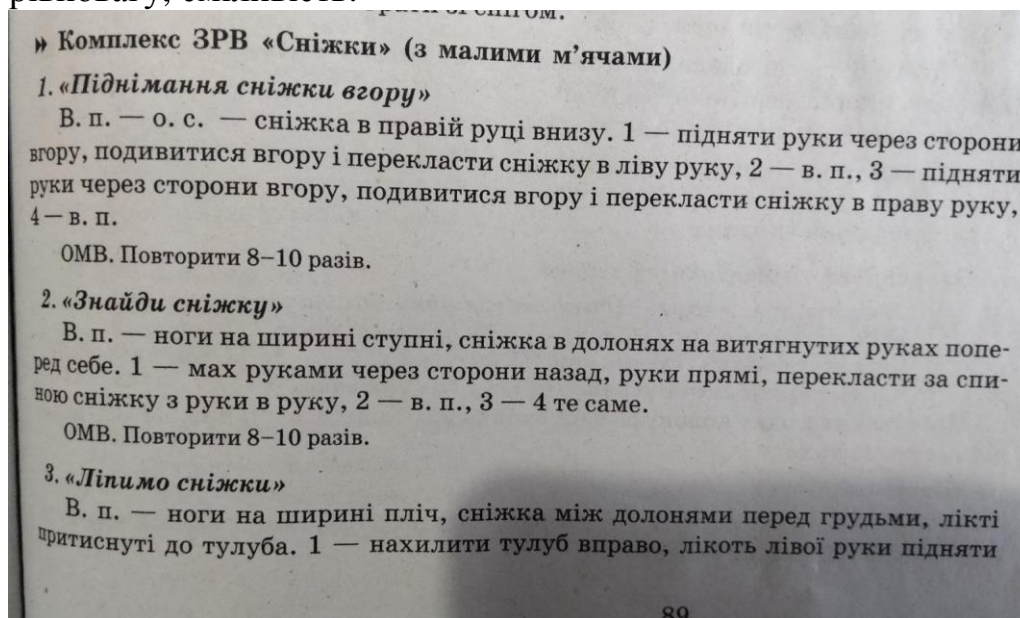 » Комплекс ЗРВ «Сніжки» (з малими м’ячами)
1. «Піднімання сніжки вгору»
В. п. — о. с. — сніжка в правій руці внизу. 1 — підняти руки через сторони
вгору, подивитися вгору і перекласти сніжку в ліву руку, 2 — в. п., 3 — підняти
руки через сторони вгору, подивитися вгору і перекласти сніжку в праву руку,
4 — в. п.
ОМВ. Повторити 8–10 разів.
2. «Знайди сніжку»
В. п. — ноги на ширині ступні, сніжка в долонях на витягнутих руках попе-
ред себе. 1 — мах руками через сторони назад, руки прямі, перекласти за спи-
ною сніжку з руки в руку, 2 — в. п., 3 — 4 те саме.
ОМВ. Повторити 8–10 разів.
3. «Ліпимо сніжки»
В. п. — ноги на ширині пліч, сніжка між долонями перед грудьми, лікті
притиснуті до тулуба. 1 — нахилити тулуб вправо, лікоть лівої руки підняти
89